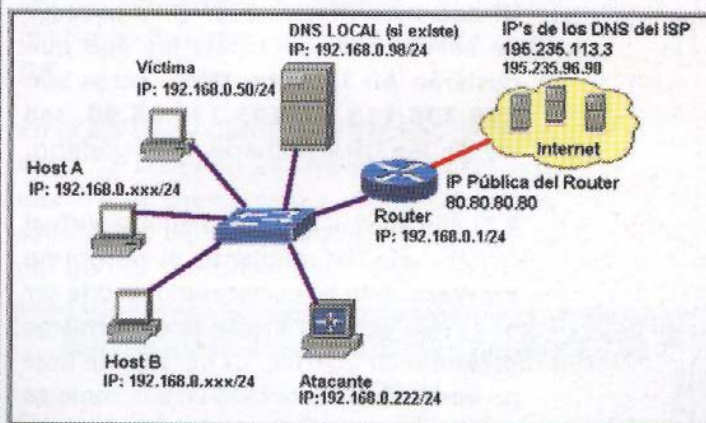 DNS LOCAL (si existe)
IP: 192.168.0.98/24
IP's de los DNS del ISP
195.235.113.3
195.235.96.90
Víctima
IP: 192.168.0.50/24
Internet
Host A
IP: 192.168.0.xxx/24
IP Pública del Router
80.80.80.80
Router
IP: 192.168.0.1/24
Host B
IP: 192.168.0.xxx/24
Atacante
IP:192.168.0.222/24